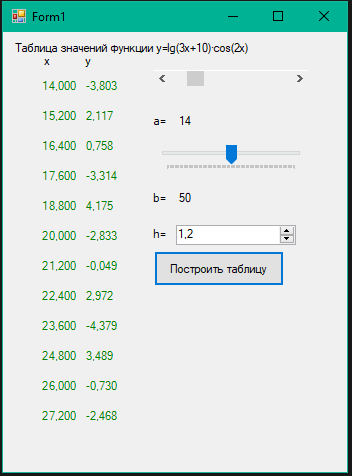 Form1
Таблица значений функции y=lg(3x+10)·cos(2x)
x y
14,000 -3,803
15,200 2,117
16,400 0,758
17,600 -3,314
18,800 4,175
20,000 -2,833
21,200 -0,049
22,400 2,972
23,600 -4,379
24,800 3,489
26,000 -0,730
27,200 -2,468
a= 14
b= 50
h= 1,2
Построить таблицу